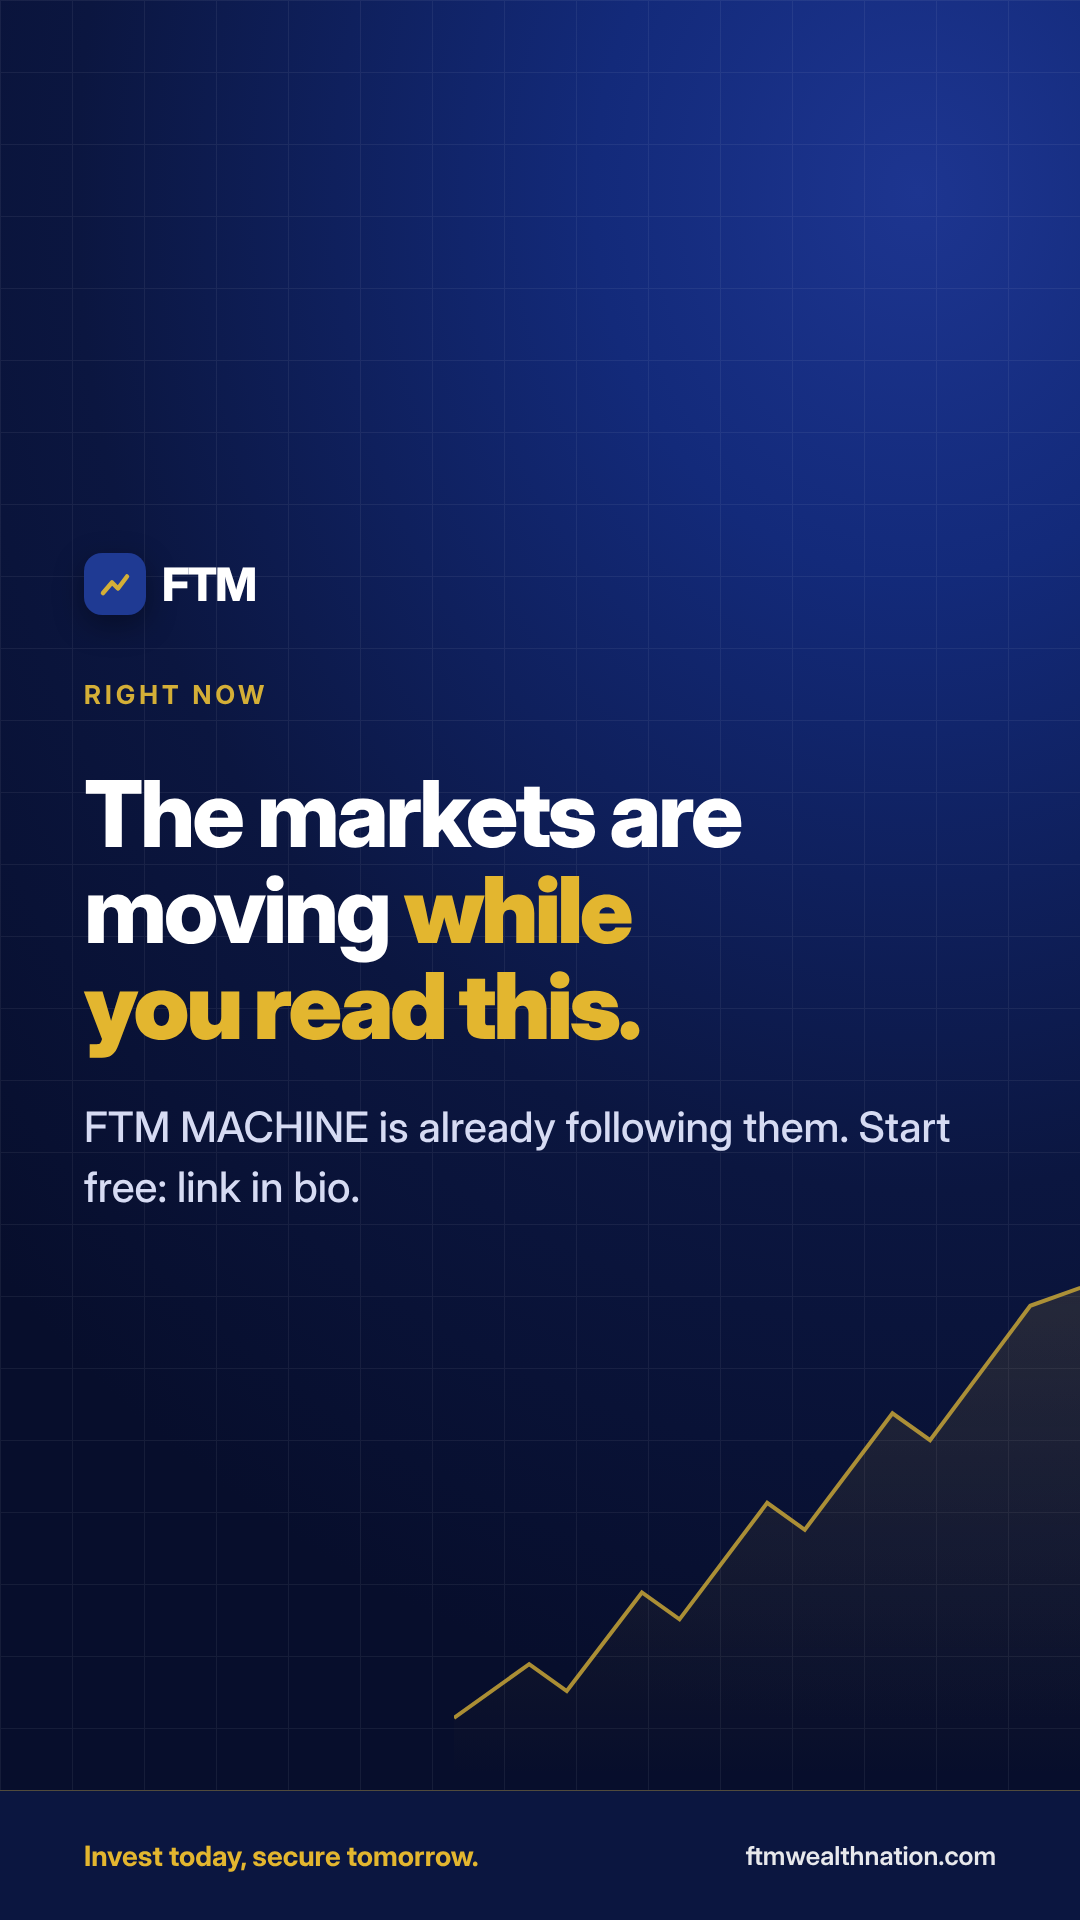 FTM
RIGHT NOW
The markets are
moving while
you read this.
FTM MACHINE is already following them. Start
free: link in bio.
Invest today, secure tomorrow.
ftmwealthnation.com